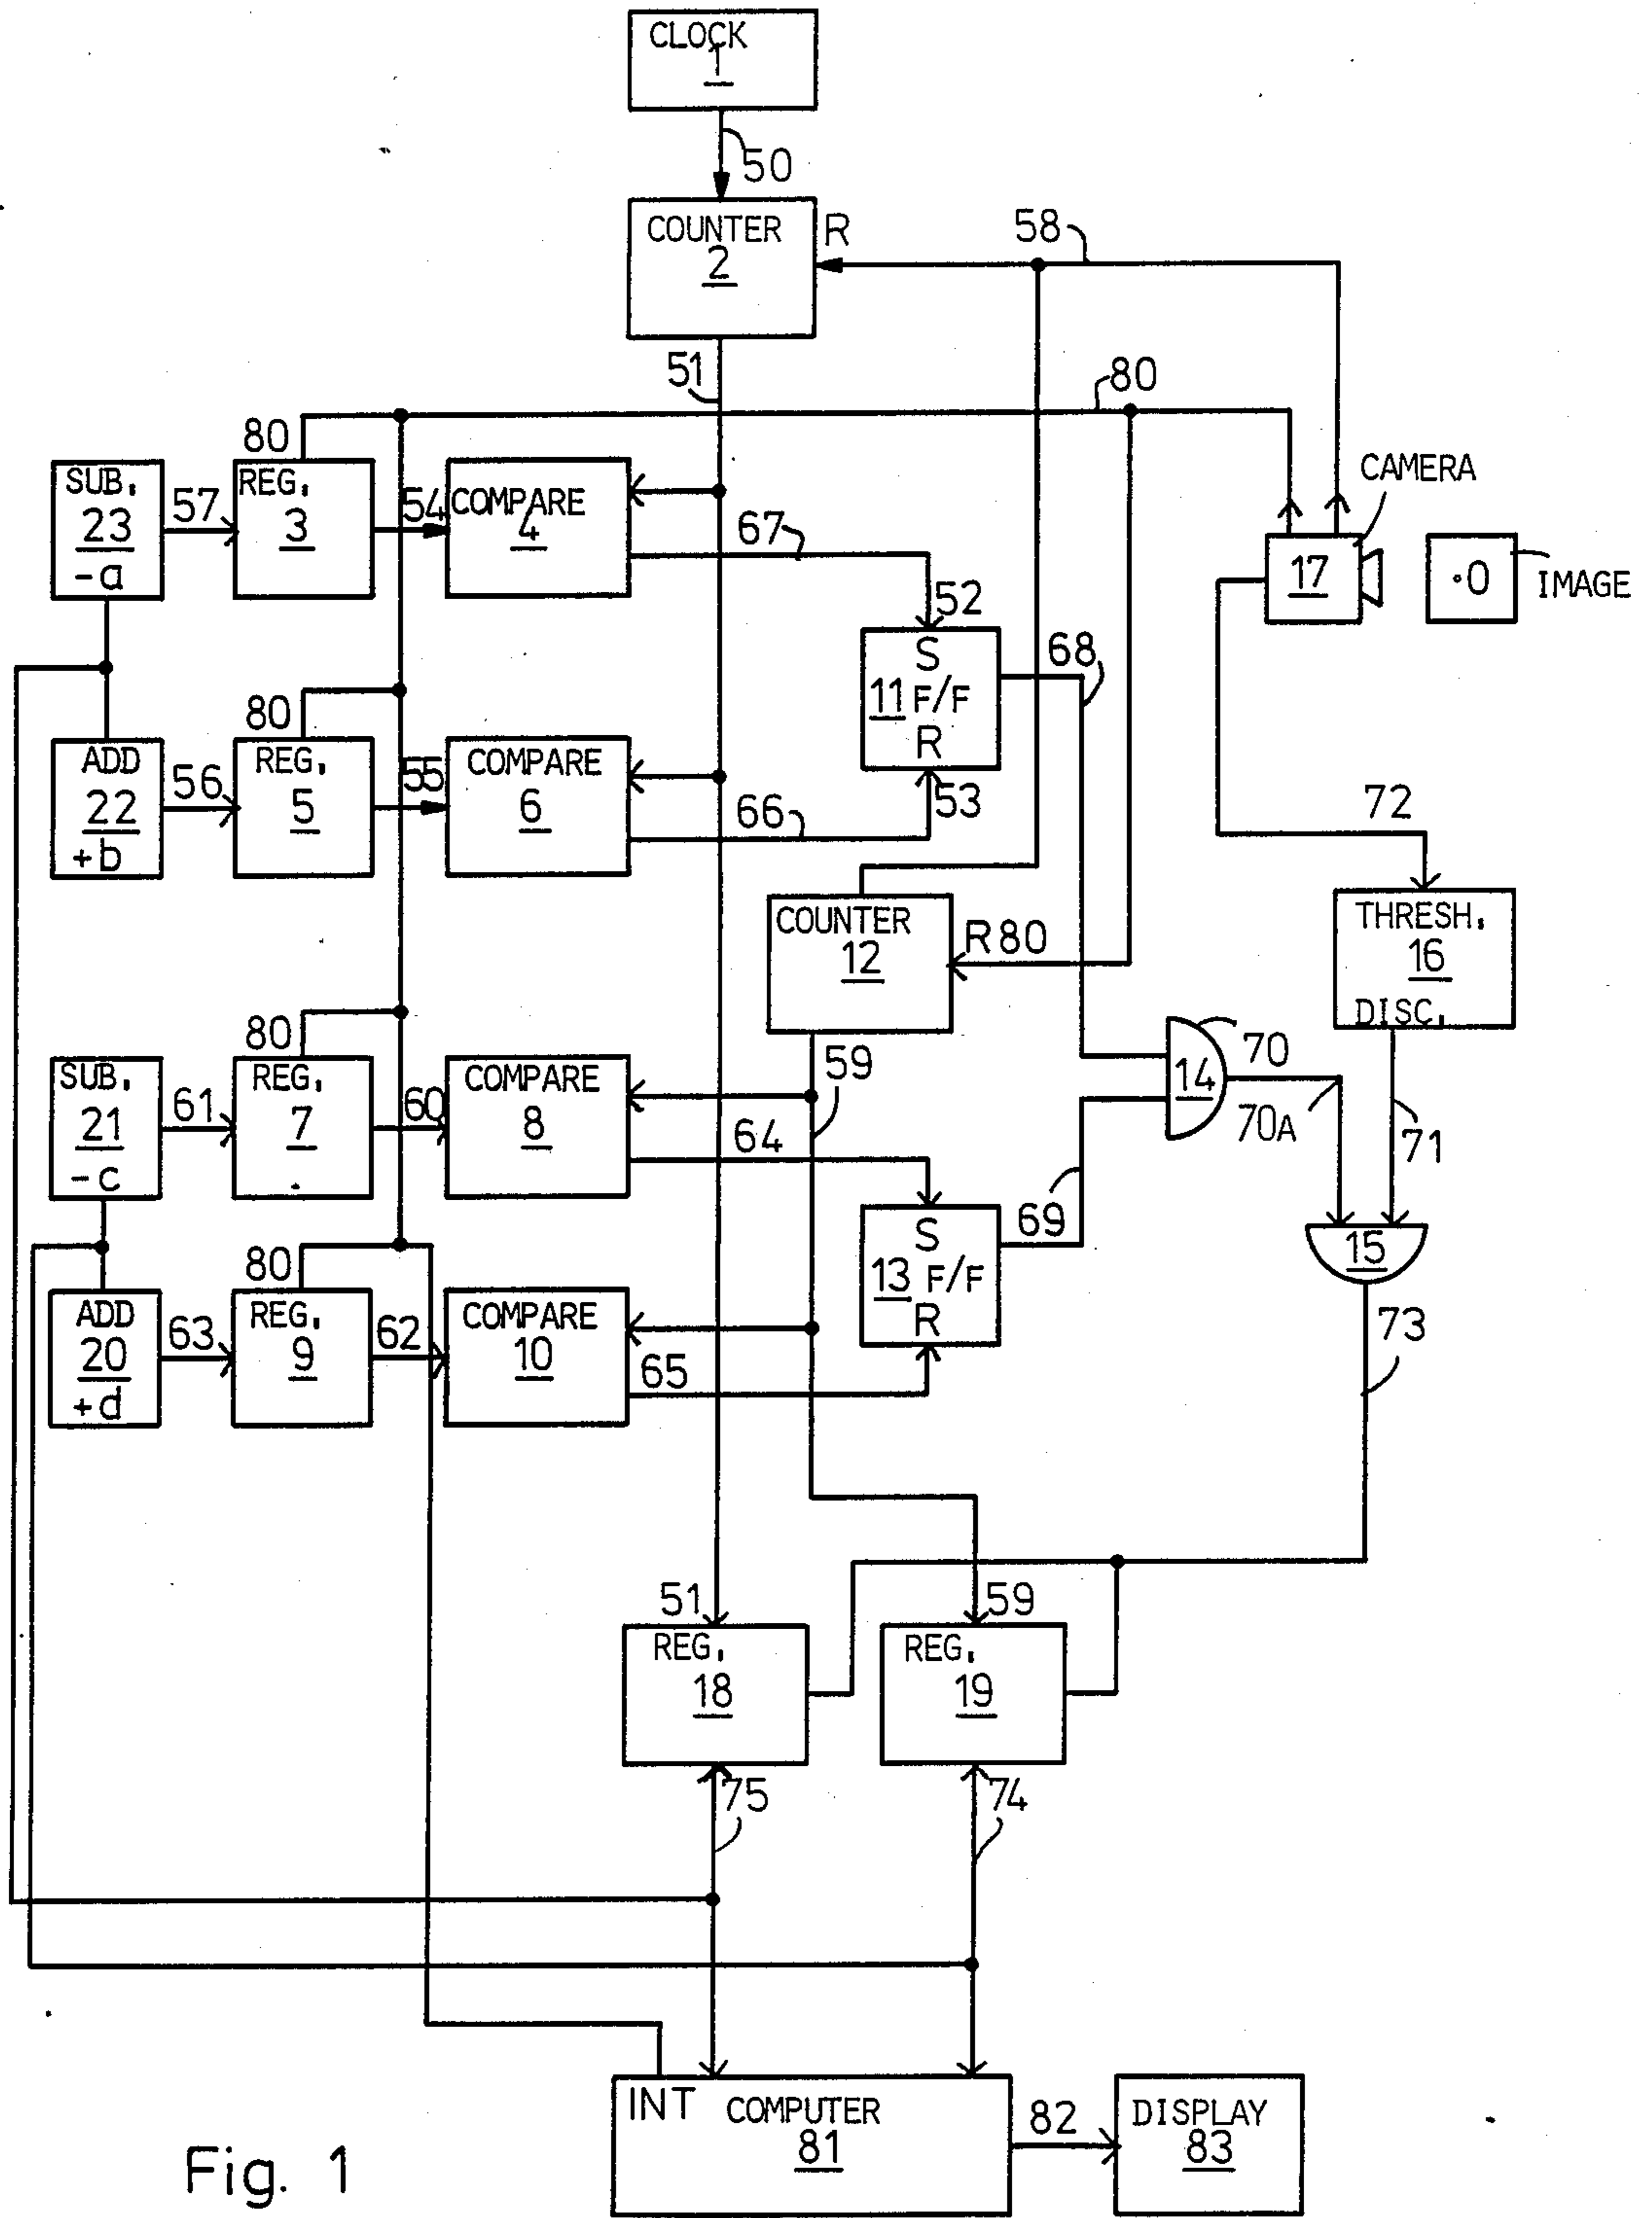 CLOCK
1
50
COUNTER
2
R
58
51
80
80
SUB.
23
-a
57
REG.
3
54
COMPARE
4
67
CAMERA
17
·O
IMAGE
52
S
11 F/F
R
53
68
80
ADD
22
+b
56
REG.
5
55
COMPARE
6
66
72
COUNTER
12
R 80
THRESH.
16
DISC.
80
59
SUB.
21
-c
61
REG.
7
60
COMPARE
8
64
14
70
70A
71
S
13 F/F
R
69
15
80
ADD
20
+d
63
REG.
9
62
COMPARE
10
65
73
51
REG.
18
59
REG.
19
75
74
INT
COMPUTER
81
82
DISPLAY
83
Fig. 1